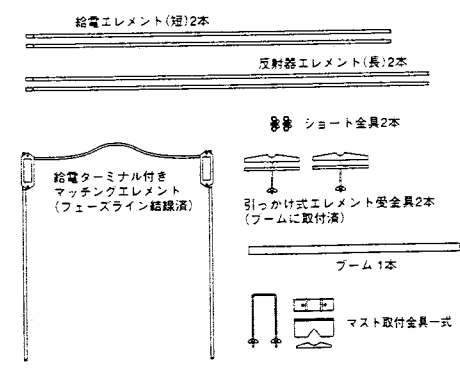 給電エレメント(短)2本
反射器エレメント(長)2本
ショート金具2本
給電ターミナル付き
マッチングエレメント
(フェーズライン結線済)
引っかけ式エレメント受金具2本
(ブームに取付済)
ブーム 1本
マスト取付金具一式